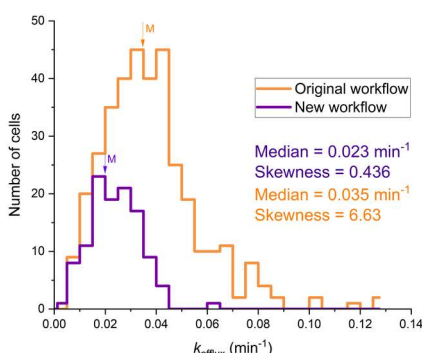 50
40
30
20
10
0
Number of cells
M
M
Original workflow
New workflow
Median = 0.023 min⁻¹
Skewness = 0.436
Median = 0.035 min⁻¹
Skewness = 6.63
0.00 0.02 0.04 0.06 0.08 0.10 0.12 0.14
(min⁻¹)